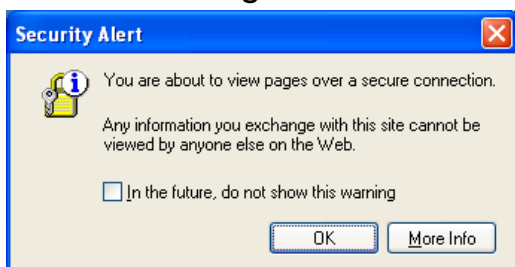 Security Alert
You are about to view pages over a secure connection.
Any information you exchange with this site cannot be
viewed by anyone else on the Web.
In the future, do not show this warning
OK
More Info